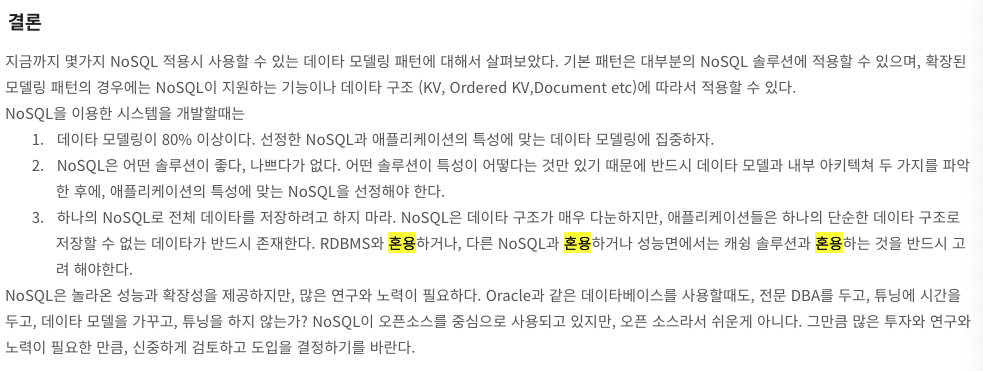 결론
지금까지 몇가지 NoSQL 적용시 사용할 수 있는 데이타 모델링 패턴에 대해서 살펴보았다. 기본 패턴은 대부분의 NoSQL 솔루션에 적용할 수 있으며, 확장된
모델링 패턴의 경우에는 NoSQL이 지원하는 기능이나 데이타 구조 (KV, Ordered KV,Document etc)에 따라서 적용할 수 있다.
NoSQL을 이용한 시스템을 개발할때는
1. 데이타 모델링이 80% 이상이다. 선정한 NoSQL과 애플리케이션의 특성에 맞는 데이타 모델링에 집중하자.
2. NoSQL은 어떤 솔루션이 좋다, 나쁘다가 없다. 어떤 솔루션이 특성이 어떻다는 것만 있기 때문에 반드시 데이타 모델과 내부 아키텍쳐 두 가지를 파악
한 후에, 애플리케이션의 특성에 맞는 NoSQL을 선정해야 한다.
3. 하나의 NoSQL로 전체 데이타를 저장하려고 하지 마라. NoSQL은 데이타 구조가 매우 다눈하지만, 애플리케이션들은 하나의 단순한 데이타 구조로
저장할 수 없는 데이타가 반드시 존재한다. RDBMS와 혼용하거나, 다른 NoSQL과 혼용하거나 성능면에서는 캐슁 솔루션과 혼용하는 것을 반드시 고
려 해야한다.
NoSQL은 놀라온 성능과 확장성을 제공하지만, 많은 연구와 노력이 필요하다. Oracle과 같은 데이타베이스를 사용할때도, 전문 DBA를 두고, 튜닝에 시간을
두고, 데이타 모델을 가꾸고, 튜닝을 하지 않는가? NoSQL이 오픈소스를 중심으로 사용되고 있지만, 오픈 소스라서 쉬운게 아니다. 그만큼 많은 투자와 연구와
노력이 필요한 만큼, 신중하게 검토하고 도입을 결정하기를 바란다.